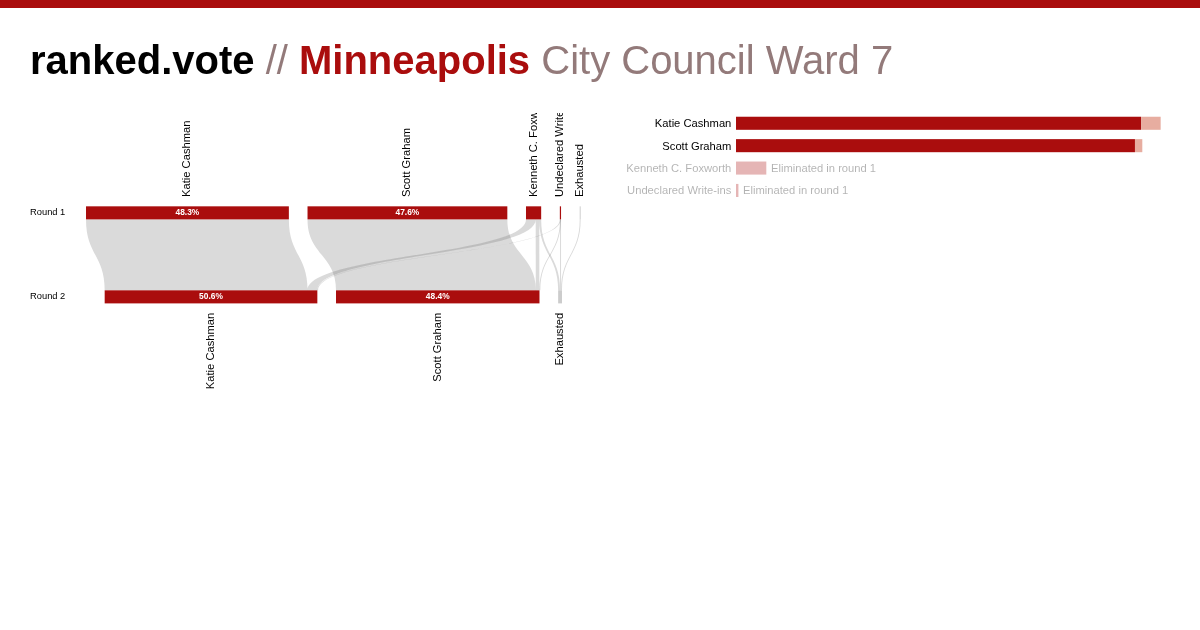 ranked.vote // Minneapolis City Council Ward 7
Katie Cashman
Scott Graham
Kenneth C. Foxw
Undeclared Write
Exhausted
Round 1
48.3%
47.6%
Round 2
50.6%
48.4%
Katie Cashman
Scott Graham
Exhausted
Katie Cashman
Scott Graham
Kenneth C. Foxworth
Eliminated in round 1
Undeclared Write-ins
Eliminated in round 1